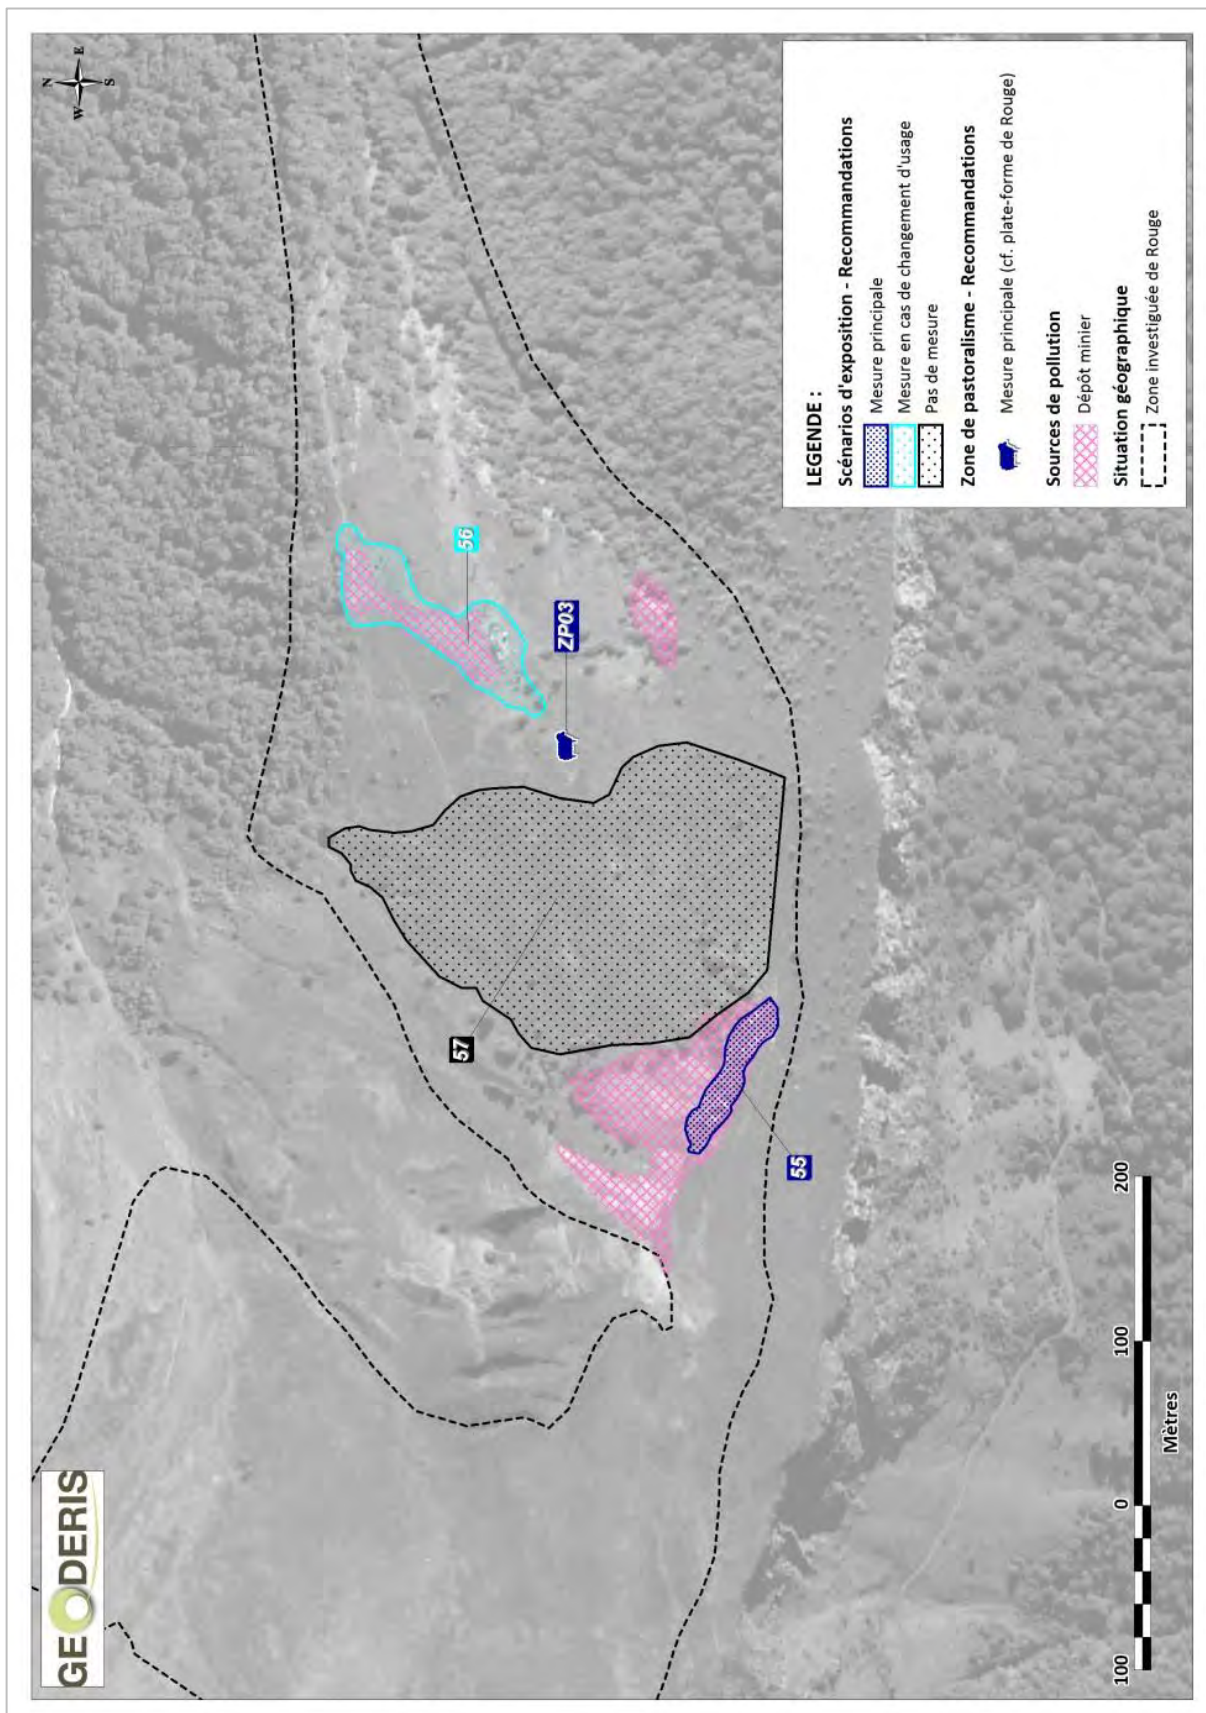 GEODERIS
N
E
S
W
56
ZP03
57
55
100 0 100 200
Mètres
LEGENDE :
Scénarios d'exposition - Recommandations
Mesure principale
Mesure en cas de changement d'usage
Pas de mesure
Zone de pastoralisme - Recommandations
Mesure principale (cf. plate-forme de Rouge)
Sources de pollution
Dépôt minier
Situation géographique
Zone investiguée de Rouge